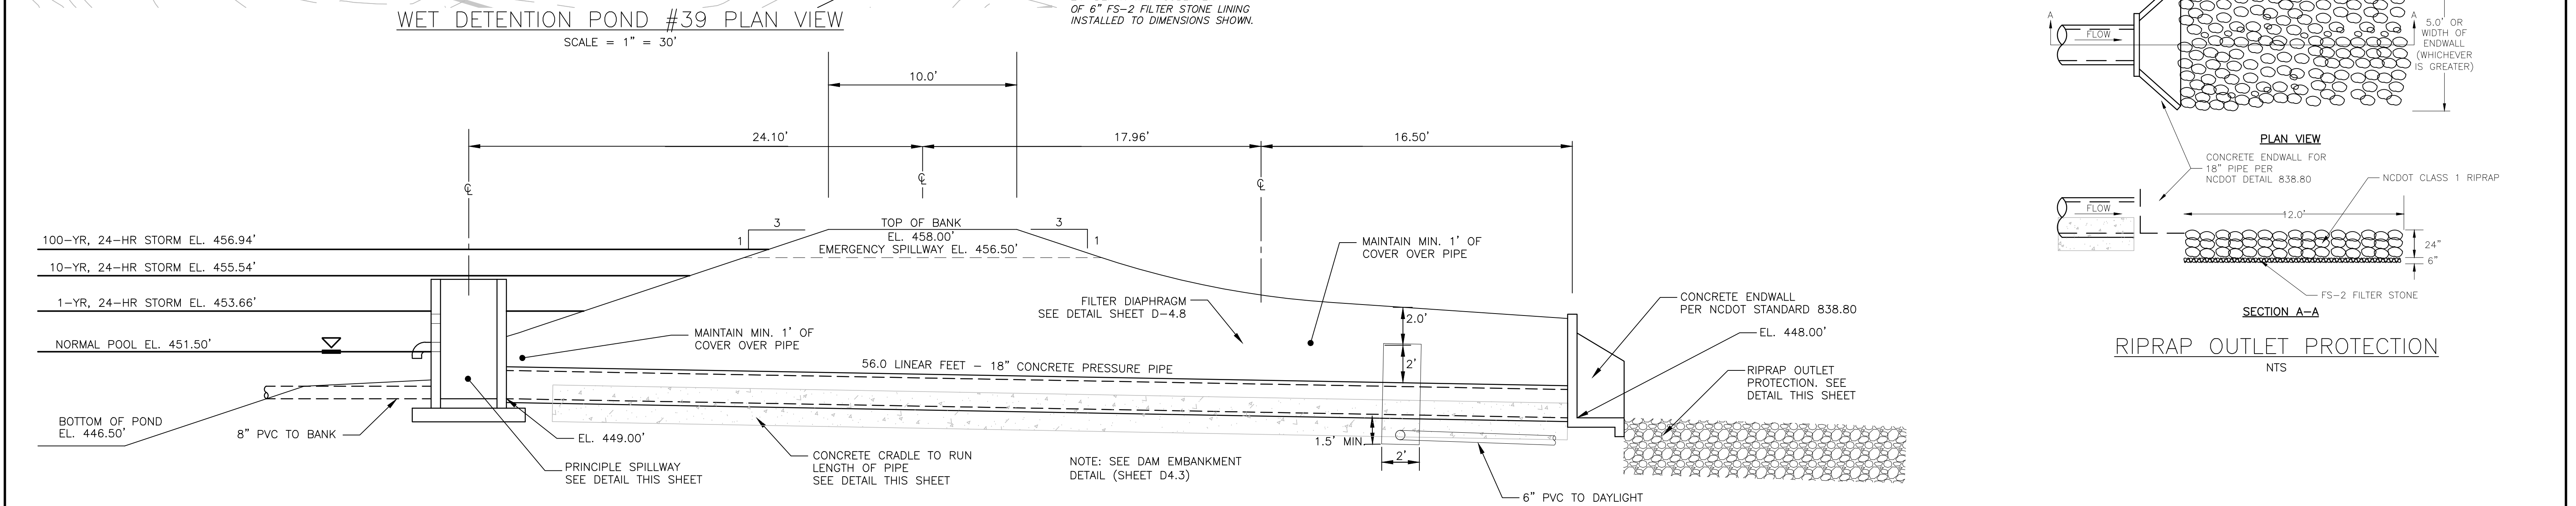 OF 6" FS-2 FILTER STONE LINING
INSTALLED TO DIMENSIONS SHOWN.
WET DETENTION POND #39 PLAN VIEW
SCALE = 1" = 30'
10.0'
24.10'
17.96'
16.50'
℄
℄
℄
3
TOP OF BANK
3
1
EL. 458.00'
1
EMERGENCY SPILLWAY EL. 456.50'
100-YR, 24-HR STORM EL. 456.94'
10-YR, 24-HR STORM EL. 455.54'
1-YR, 24-HR STORM EL. 453.66'
NORMAL POOL EL. 451.50'
MAINTAIN MIN. 1' OF
COVER OVER PIPE
MAINTAIN MIN. 1' OF
COVER OVER PIPE
FILTER DIAPHRAGM
SEE DETAIL SHEET D-4.8
2.0'
2'
CONCRETE ENDWALL
PER NCDOT STANDARD 838.80
EL. 448.00'
56.0 LINEAR FEET - 18" CONCRETE PRESSURE PIPE
RIPRAP OUTLET
PROTECTION. SEE
DETAIL THIS SHEET
BOTTOM OF POND
EL. 446.50'
8" PVC TO BANK
EL. 449.00'
PRINCIPLE SPILLWAY
SEE DETAIL THIS SHEET
CONCRETE CRADLE TO RUN
LENGTH OF PIPE
SEE DETAIL THIS SHEET
NOTE: SEE DAM EMBANKMENT
DETAIL (SHEET D4.3)
1.5' MIN.
2'
6" PVC TO DAYLIGHT
A
A
FLOW
5.0' OR
WIDTH OF
ENDWALL
(WHICHEVER
IS GREATER)
PLAN VIEW
CONCRETE ENDWALL FOR
18" PIPE PER
NCDOT DETAIL 838.80
NCDOT CLASS 1 RIPRAP
FLOW
12.0'
24"
6"
FS-2 FILTER STONE
SECTION A-A
RIPRAP OUTLET PROTECTION
NTS